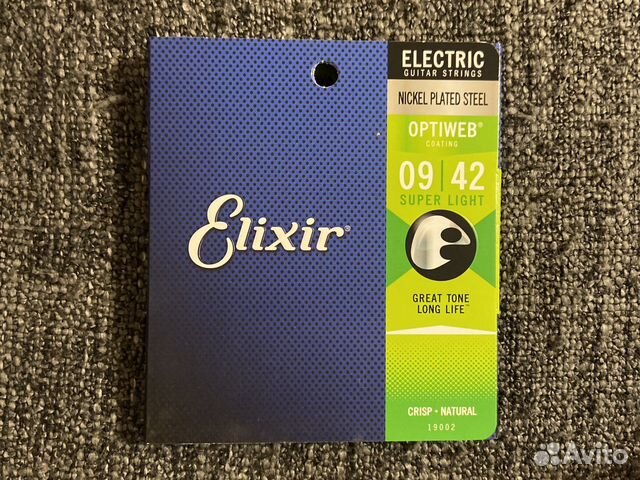 Elixir®
ELECTRIC
GUITAR STRINGS
NICKEL PLATED STEEL
OPTIWEB®
COATING
09 | 42
SUPER LIGHT
GREAT TONE
LONG LIFE™
CRISP • NATURAL
19002
Avito